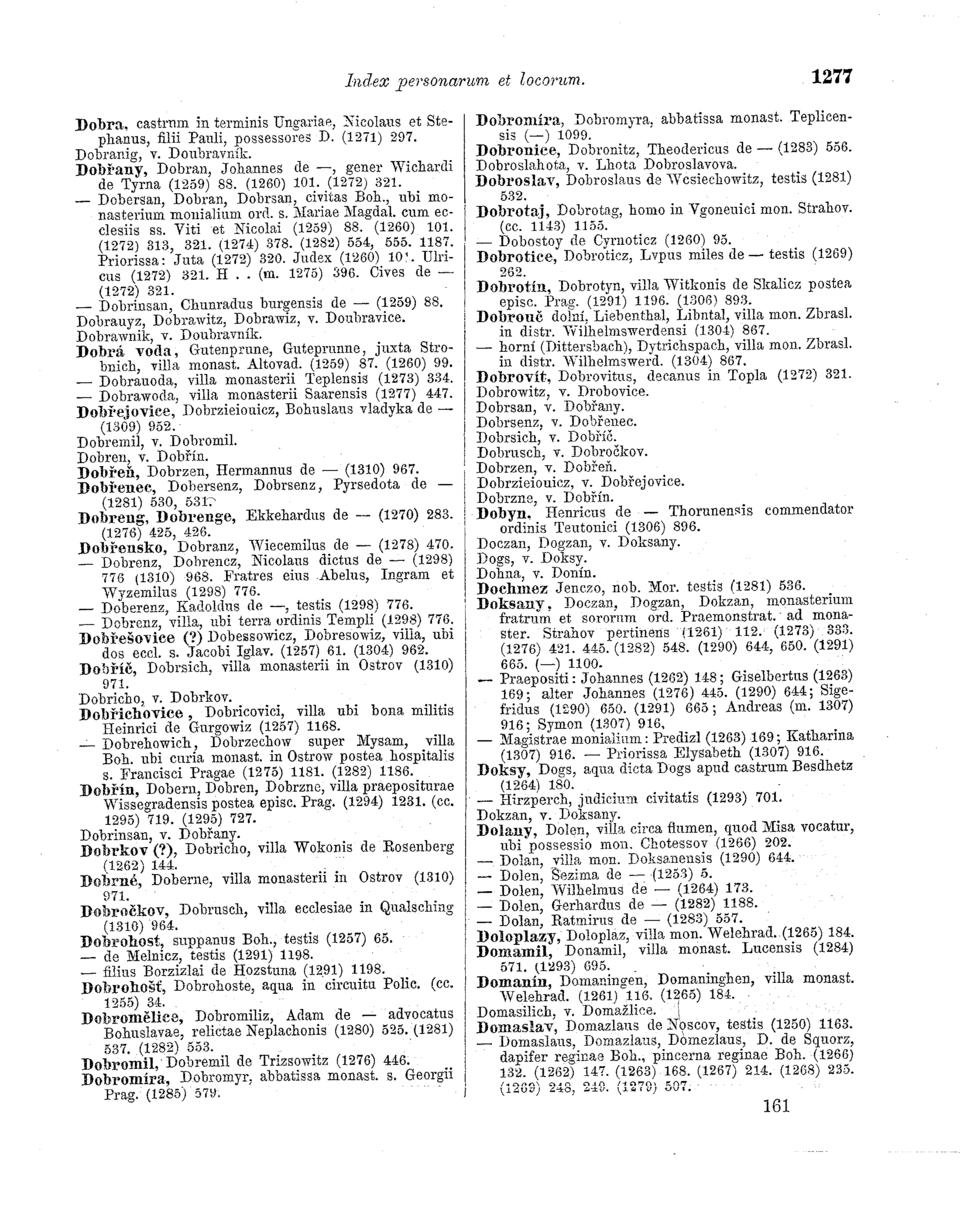 Index personarum et locorum.
1277
Dobra, castrum in terminis Ungariae, Nicolaus et Ste-
phanus, filii Pauli, possessores D. (1271) 297.
Dobranig, v. Doubravník.
Dobřany, Dobran, Johannes de —, gener Wichardi
de Tyrna (1259) 88. (1260) 101. (1272) 321.
— Dobersan, Dobran, Dobrsan, civitas Boh., ubi mo-
nasterium monialium ord. s. Mariae Magdal. cum ec-
clesiis ss. Viti et Nicolai (1259) 88. (1260) 101.
(1272) 313, 321. (1274) 378. (1282) 554, 555. 1187.
Priorissa: Juta (1272) 320. Judex (1260) 101. Ulri-
cus (1272) 321. H . . (m. 1275) 396. Cives de —
(1272) 321.
— Dobrinsan, Chunradus burgensis de — (1259) 88.
Dobrauyz, Dobrawitz, Dobrawiz, v. Doubravice.
Dobrawnik, v. Doubravník.
Dobrá voda, Gutenprune, Guteprunne, juxta Stro-
bnich, villa monast. Altovad. (1259) 87. (1260) 99.
— Dobrauoda, villa monasterii Teplensis (1273) 334.
— Dobrawoda, villa monasterii Saarensis (1277) 447.
Dobřejovice, Dobrzieiouicz, Bohuslaus vladyka de —
(1309) 952.
Dobremil, v. Dobromil.
Dobren, v. Dobřín.
Dobřeň, Dobrzen, Hermannus de — (1310) 967.
Dobřenec, Dobersenz, Dobrsenz, Pyrsedota de —
(1281) 530, 531.
Dobreng, Dobrenge, Ekkehardus de — (1270) 283.
(1276) 425, 426.
Dobřensko, Dobranz, Wiecemilus de — (1278) 470.
— Dobrenz, Dobrencz, Nicolaus dictus de — (1298)
776 (1310) 968. Fratres eius Abelus, Ingram et
Wyzemilus (1298) 776.
— Doberenz, Kadoldus de —, testis (1298) 776.
— Dobrenz, villa, ubi terra ordinis Templi (1298) 776.
Dobřešovice (?) Dobessowicz, Dobresowiz, villa, ubi
dos eccl. s. Jacobi Iglav. (1257) 61. (1304) 962.
Dobříč, Dobrsich, villa monasterii in Ostrov (1310)
971.
Dobricho, v. Dobrkov.
Dobřichovice, Dobricovici, villa ubi bona militis
Heinrici de Gurgowiz (1257) 1168.
— Dobrehowich, Dobrzechow super Mysam, villa
Boh. ubi curia monast. in Ostrow postea hospitalis
s. Francisci Pragae (1275) 1181. (1282) 1186.
Dobřín, Dobern, Dobren, Dobrzne, villa praepositurae
Wissegradensis postea episc. Prag. (1294) 1231. (cc.
1295) 719. (1295) 727.
Dobrinsan, v. Dobřany.
Dobrkov (?), Dobricho, villa Wokonis de Rosenberg
(1262) 144.
Dobrné, Doberne, villa monasterii in Ostrov (1310)
971.
Dobročkov, Dobrusch, villa ecclesiae in Qualsching
(1310) 964.
Dobrohost, suppanus Boh., testis (1257) 65.
— de Melnicz, testis (1291) 1198.
— filius Borzizlai de Hozstuna (1291) 1198.
Dobrohošť, Dobrohoste, aqua in circuitu Polic. (cc.
1255) 34.
Dobromělice, Dobromiliz, Adam de — advocatus
Bohuslavae, relictae Neplachonis (1280) 525. (1281)
537. (1282) 553.
Dobromil, Dobremil de Trizsowitz (1276) 446.
Dobromíra, Dobromyr, abbatissa monast. s. Georgii
Prag. (1285) 579.
Dobromíra, Dobromyra, abbatissa monast. Teplicen-
sis (—) 1099.
Dobronice, Dobronitz, Theodericus de — (1283) 556.
Dobroslahota, v. Lhota Dobroslavova.
Dobroslav, Dobroslaus de Wcsiechowitz, testis (1281)
532.
Dobrotaj, Dobrotag, homo in Vgoneuici mon. Strahov.
(cc. 1143) 1155.
— Dobostoy de Cyrnoticz (1260) 95.
Dobrotice, Dobroticz, Lvpus miles de — testis (1269)
262.
Dobrotín, Dobrotyn, villa Witkonis de Skalicz postea
episc. Prag. (1291) 1196. (1306) 893.
Dobrouč dolní, Liebenthal, Libntal, villa mon. Zbrasl.
in distr. Wilhelmswerdensi (1304) 867.
— horní (Dittersbach), Dytrichspach, villa mon. Zbrasl.
in distr. Wilhelmswerd. (1304) 867.
Dobrovít, Dobrovitus, decanus in Topla (1272) 321.
Dobrowitz, v. Drobovice.
Dobrsan, v. Dobřany.
Dobrsenz, v. Dobřenec.
Dobrsich, v. Dobříč.
Dobrusch, v. Dobročkov.
Dobrzen, v. Dobřeň.
Dobrzieiouicz, v. Dobřejovice.
Dobrzne, v. Dobřín.
Dobyn, Henricus de — Thorunensis commendator
ordinis Teutonici (1306) 896.
Doczan, Dogzan, v. Doksany.
Dogs, v. Doksy.
Dohna, v. Donín.
Dochmez Jenczo, nob. Mor. testis (1281) 536.
Doksany, Doczan, Dogzan, Dokzan, monasterium
fratrum et sororum ord. Praemonstrat. ad mona-
ster. Strahov pertinens (1261) 112. (1273) 333.
(1276) 421. 445. (1282) 548. (1290) 644, 650. (1291)
665. (—) 1100.
— Praepositi: Johannes (1262) 148; Giselbertus (1263)
169; alter Johannes (1276) 445. (1290) 644; Sige-
fridus (1290) 650. (1291) 665; Andreas (m. 1307)
916; Symon (1307) 916,
— Magistrae monialium: Predizl (1263) 169; Katharina
(1307) 916. — Priorissa Elysabeth (1307) 916.
Doksy, Dogs, aqua dicta Dogs apud castrum Besdhetz
(1264) 180.
— Hirzperch, judicium civitatis (1293) 701.
Dokzan, v. Doksany.
Dolany, Dolen, villa circa flumen, quod Misa vocatur,
ubi possessio mon. Chotessov (1266) 202.
— Dolan, villa mon. Doksanensis (1290) 644.
— Dolen, Sezima de — (1253) 5.
— Dolen, Wilhelmus de — (1264) 173.
— Dolen, Gerhardus de — (1282) 1188.
— Dolan, Ratmirus de — (1283) 557.
Doloplazy, Doloplaz, villa mon. Welehrad. (1265) 184.
Domamil, Donamil, villa monast. Lucensis (1284)
571. (1293) 695.
Domanín, Domaningen, Domaninghen, villa monast.
Welehrad. (1261) 116. (1265) 184.
Domasilich, v. Domažlice.
Domaslav, Domazlaus de Noscov, testis (1250) 1163.
— Domaslaus, Domazlaus, Domezlaus, D. de Squorz,
dapifer reginae Boh., pincerna reginae Boh. (1266)
132. (1262) 147. (1263) 168. (1267) 214. (1268) 235.
(1269) 248, 249. (1279) 507.
161